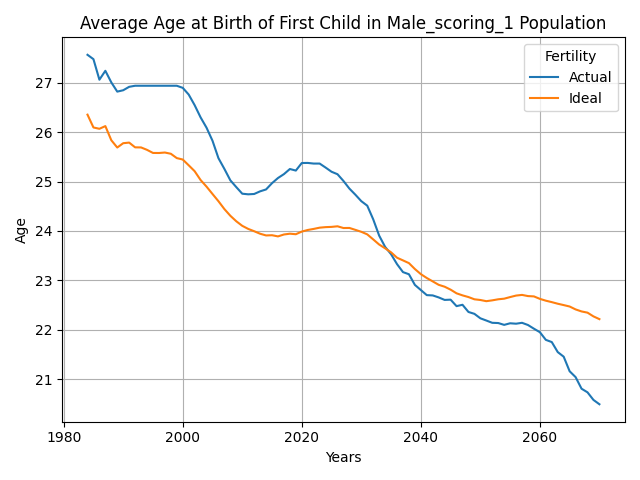 Average Age at Birth of First Child in Male_scoring_1 Population
Fertility
Actual
Ideal
Age
27
26
25
24
23
22
21
1980
2000
2020
2040
2060
Years